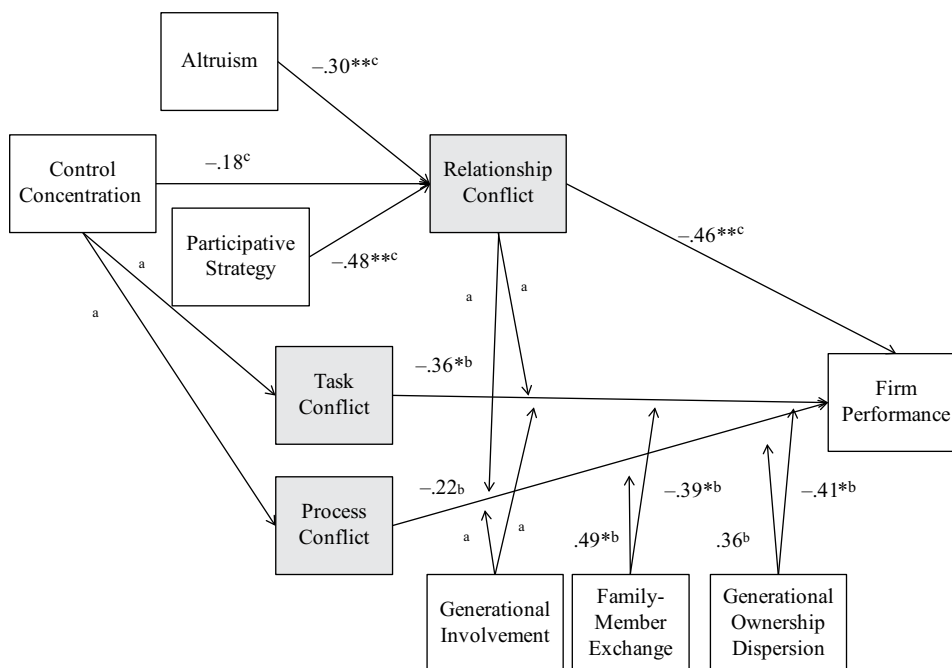 Altruism
–.30**c
Control
Concentration
–.18c
Relationship
Conflict
Participative
Strategy
–.48**c
–.46**c
a
a
a
a
Task
Conflict
–.36*b
Firm
Performance
Process
Conflict
–.22b
–.39*b
–.41*b
a
a
.49*b
.36b
Generational
Involvement
Family-
Member
Exchange
Generational
Ownership
Dispersion